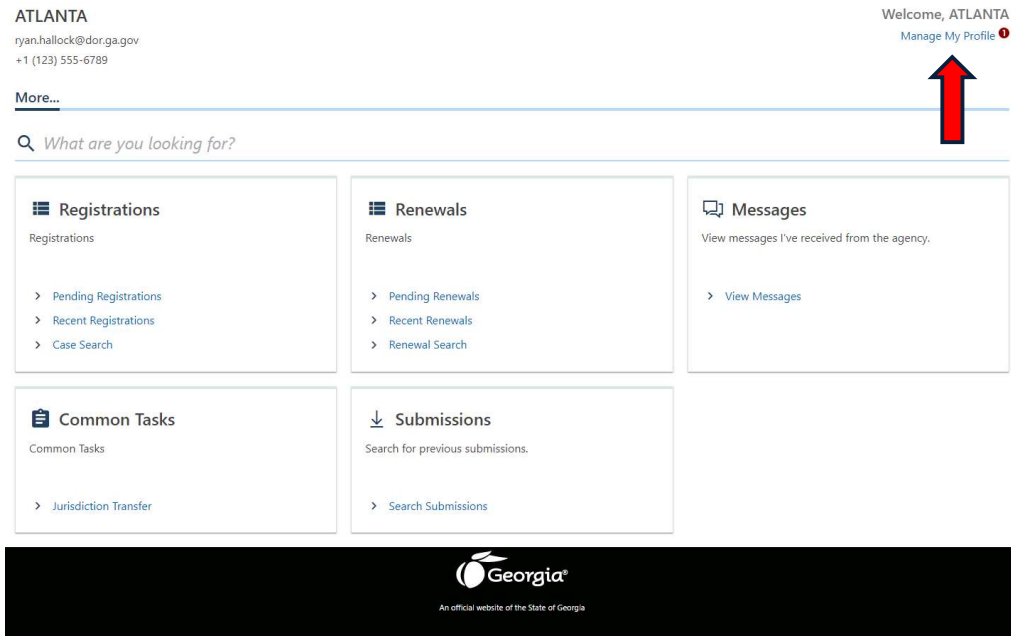 ATLANTA
Welcome, ATLANTA
ryan.hallock@dor.ga.gov
Manage My Profile 1
+1 (123) 555-6789
More...
What are you looking for?
Registrations
Registrations
Pending Registrations
Recent Registrations
Case Search
Renewals
Renewals
Pending Renewals
Recent Renewals
Renewal Search
Messages
View messages I've received from the agency.
View Messages
Common Tasks
Common Tasks
Jurisdiction Transfer
Submissions
Search for previous submissions.
Search Submissions
Georgia®
An official website of the State of Georgia